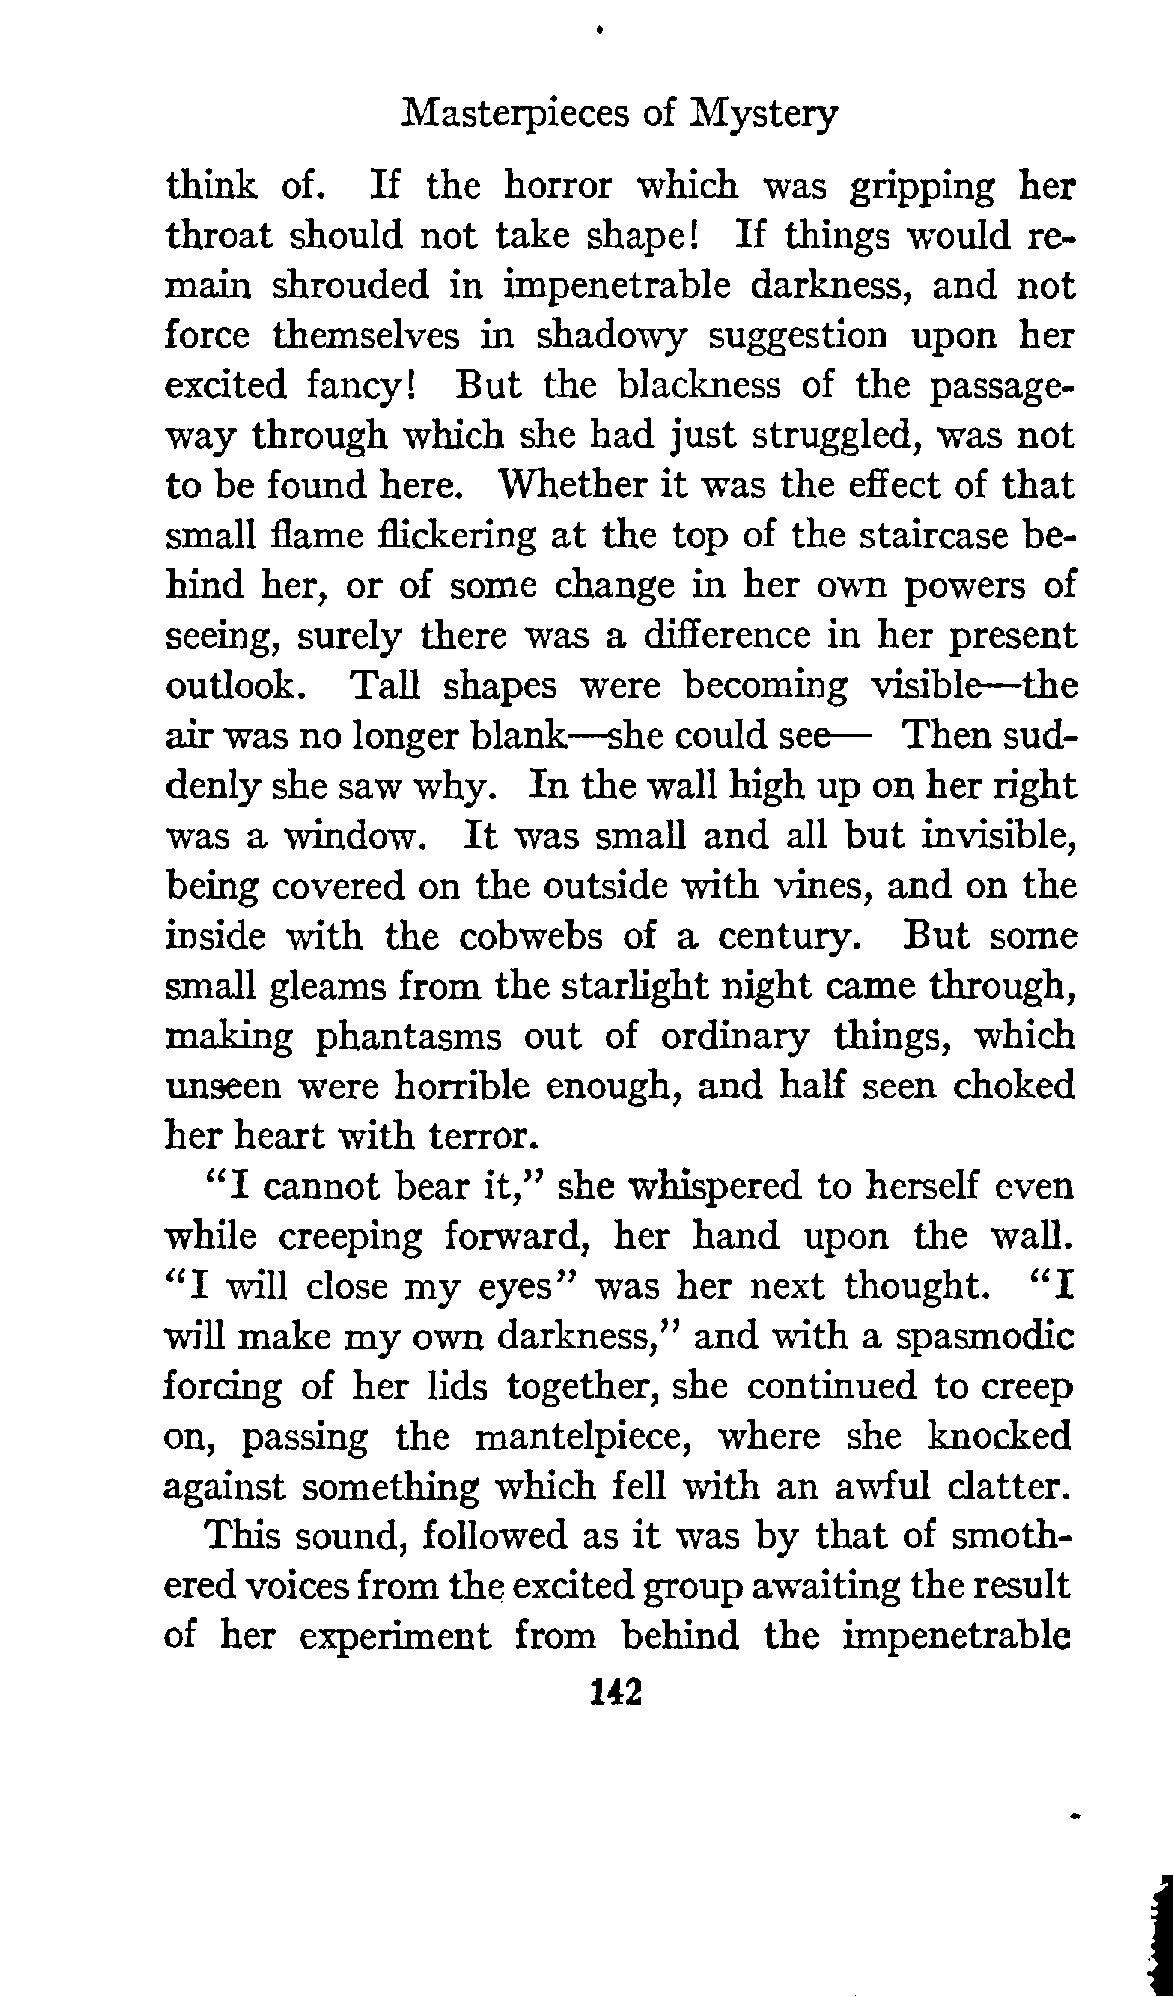 Masterpieces of Mystery
think of. If the horror which was gripping her
throat should not take shape! If things would re-
main shrouded in impenetrable darkness, and not
force themselves in shadowy suggestion upon her
excited fancy! But the blackness of the passage-
way through which she had just struggled, was not
to be found here. Whether it was the effect of that
small flame flickering at the top of the staircase be-
hind her, or of some change in her own powers of
seeing, surely there was a difference in her present
outlook. Tall shapes were becoming visible—the
air was no longer blank—she could see— Then sud-
denly she saw why. In the wall high up on her right
was a window. It was small and all but invisible,
being covered on the outside with vines, and on the
inside with the cobwebs of a century. But some
small gleams from the starlight night came through,
making phantasms out of ordinary things, which
unseen were horrible enough, and half seen choked
her heart with terror.
"I cannot bear it," she whispered to herself even
while creeping forward, her hand upon the wall.
"I will close my eyes" was her next thought. "I
will make my own darkness," and with a spasmodic
forcing of her lids together, she continued to creep
on, passing the mantelpiece, where she knocked
against something which fell with an awful clatter.
This sound, followed as it was by that of smoth-
ered voices from the excited group awaiting the result
of her experiment from behind the impenetrable
142